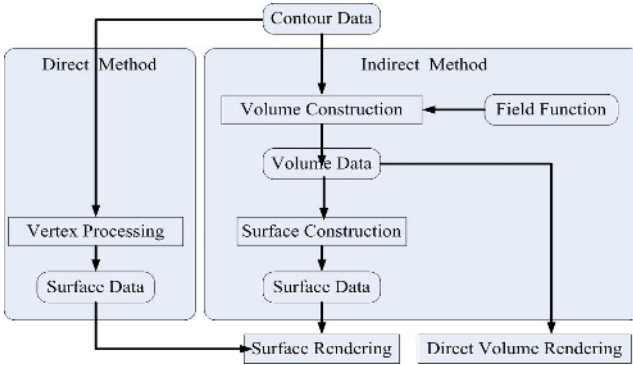 Contour Data
Direct Method
Indirect Method
Volume Construction
Field Function
Volume Data
Vertex Processing
Surface Construction
Surface Data
Surface Data
Surface Rendering
Direct Volume Rendering